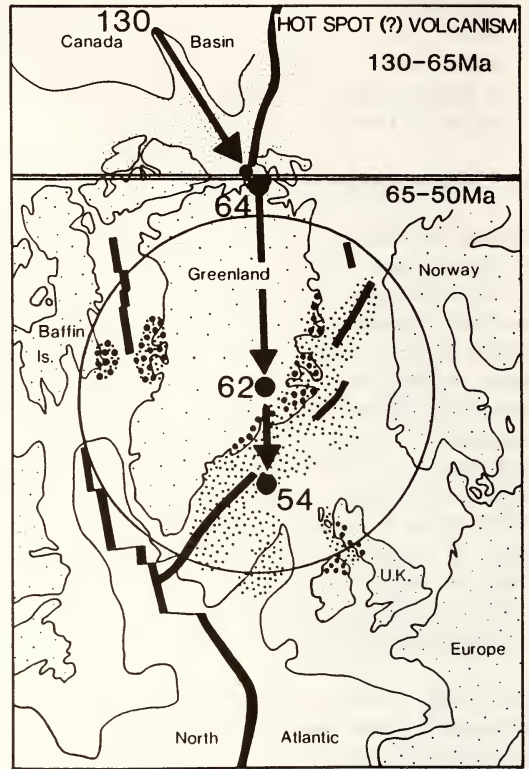 130
HOT SPOT (?) VOLCANISM
Canada Basin
130-65Ma
64
65-50Ma
Greenland
Norway
Baffin
Is.
62
54
U.K.
Europe
North Atlantic